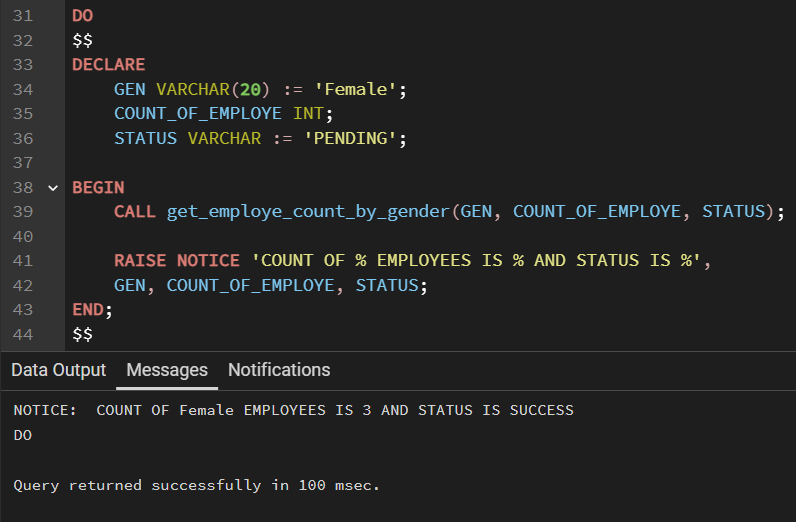 31 DO
32 $$
33 DECLARE
34 GEN VARCHAR(20) := 'Female';
35 COUNT_OF_EMPLOYE INT;
36 STATUS VARCHAR := 'PENDING';
37
38 BEGIN
39 CALL get_employe_count_by_gender(GEN, COUNT_OF_EMPLOYE, STATUS);
40
41 RAISE NOTICE 'COUNT OF % EMPLOYEES IS % AND STATUS IS %',
42 GEN, COUNT_OF_EMPLOYE, STATUS;
43 END;
44 $$
Data Output Messages Notifications
NOTICE:  COUNT OF Female EMPLOYEES IS 3 AND STATUS IS SUCCESS
DO
Query returned successfully in 100 msec.